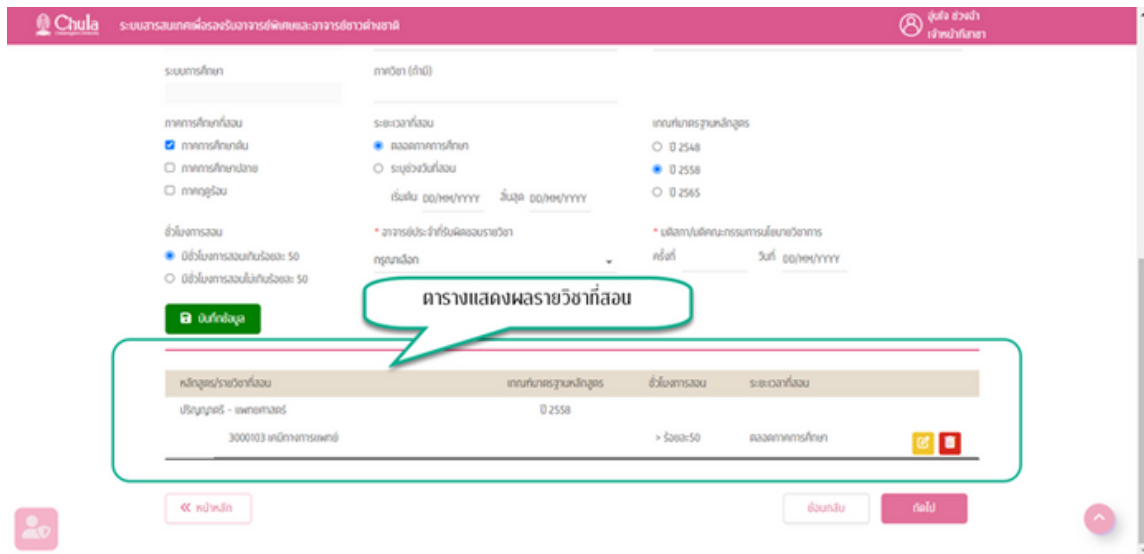 Chula ระบบสารสนเทศเพื่อรองรับอาจารย์พิเศษและอาจารย์ชาวต่างชาติ
อุ่นใจ ช่วงฉ่ำ
เจ้าหน้าที่สาขา
ระบบการศึกษา ภาควิชา (ถ้ามี)
ภาคการศึกษาที่สอน ระยะเวลาที่สอน เกณฑ์มาตรฐานหลักสูตร
ภาคการศึกษาต้น ตลอดภาคการศึกษา ปี 2548
ภาคการศึกษาปลาย ระบุช่วงวันที่สอน ปี 2558
ภาคฤดูร้อน เริ่มต้น DD/MM/YYYY สิ้นสุด DD/MM/YYYY ปี 2565
ชั่วโมงการสอน * อาจารย์ประจำที่รับผิดชอบรายวิชา * มติสภา/มติคณะกรรมการนโยบายวิชาการ
มีชั่วโมงการสอนเกินร้อยละ 50 กรุณาเลือก ครั้งที่ วันที่ DD/MM/YYYY
มีชั่วโมงการสอนไม่เกินร้อยละ 50
ตารางแสดงผลรายวิชาที่สอน
บันทึกข้อมูล
หลักสูตร/รายวิชาที่สอน เกณฑ์มาตรฐานหลักสูตร ชั่วโมงการสอน ระยะเวลาที่สอน
ปริญญาตรี - แพทยศาสตร์ ปี 2558
3000103 เคมีทางการแพทย์ > ร้อยละ50 ตลอดภาคการศึกษา
หน้าหลัก ย้อนกลับ ถัดไป